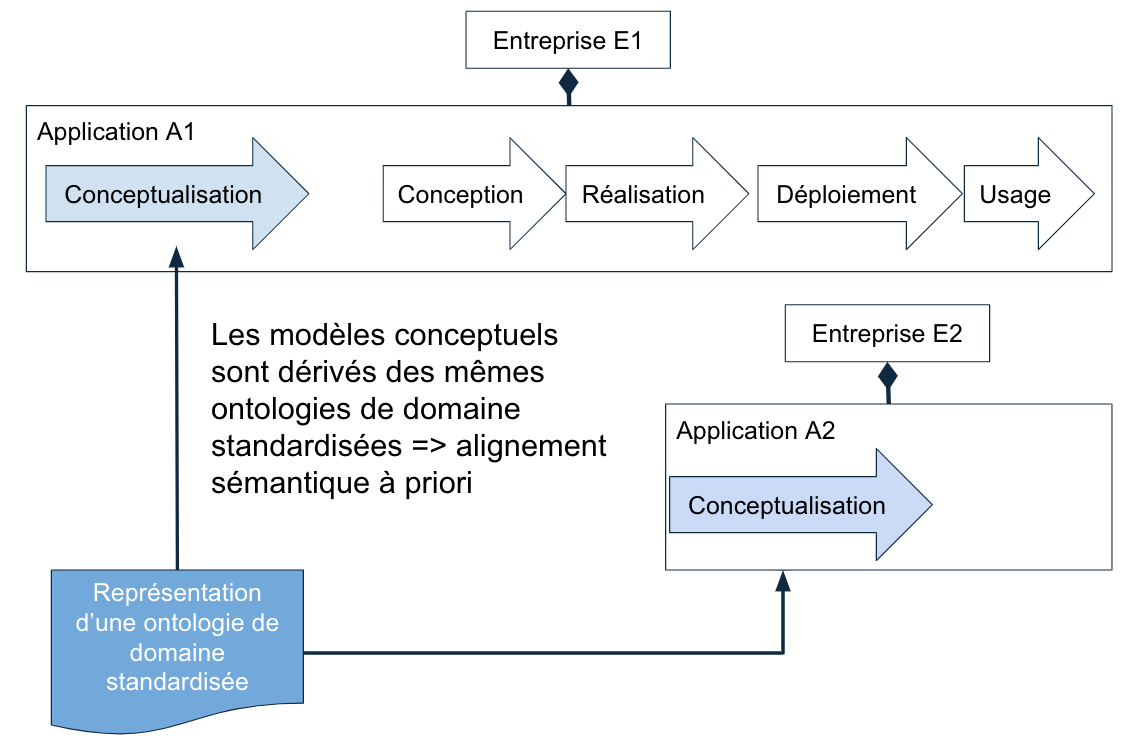 Entreprise E1
Application A1
Conceptualisation
Conception
Réalisation
Déploiement
Usage
Les modèles conceptuels
sont dérivés des mêmes
ontologies de domaine
standardisées => alignement
sémantique à priori
Entreprise E2
Application A2
Conceptualisation
Représentation
d’une ontologie de
domaine
standardisée